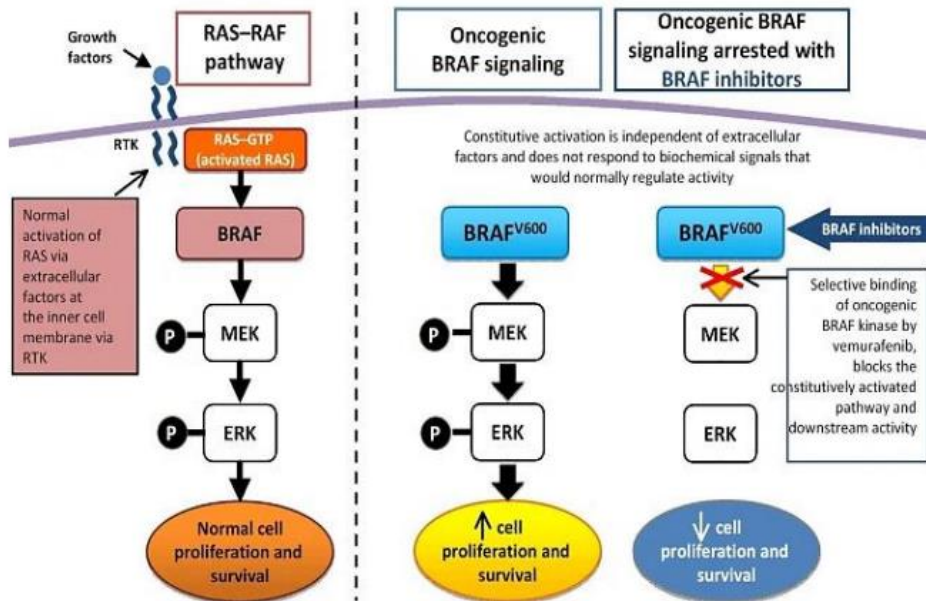 Growth
factors
RAS–RAF
pathway
RTK
RAS–GTP
(activated RAS)
Normal
activation of
RAS via
extracellular
factors at
the inner cell
membrane via
RTK
BRAF
P
MEK
P
ERK
Normal cell
proliferation and
survival
Oncogenic
BRAF signaling
Oncogenic BRAF
signaling arrested with
BRAF inhibitors
Constitutive activation is independent of extracellular
factors and does not respond to biochemical signals that
would normally regulate activity
BRAFV600
P
MEK
P
ERK
↑ cell
proliferation and
survival
BRAFV600
BRAF inhibitors
MEK
ERK
Selective binding
of oncogenic
BRAF kinase by
vemurafenib,
blocks the
constitutively activated
pathway and
downstream activity
↓ cell
proliferation and
survival